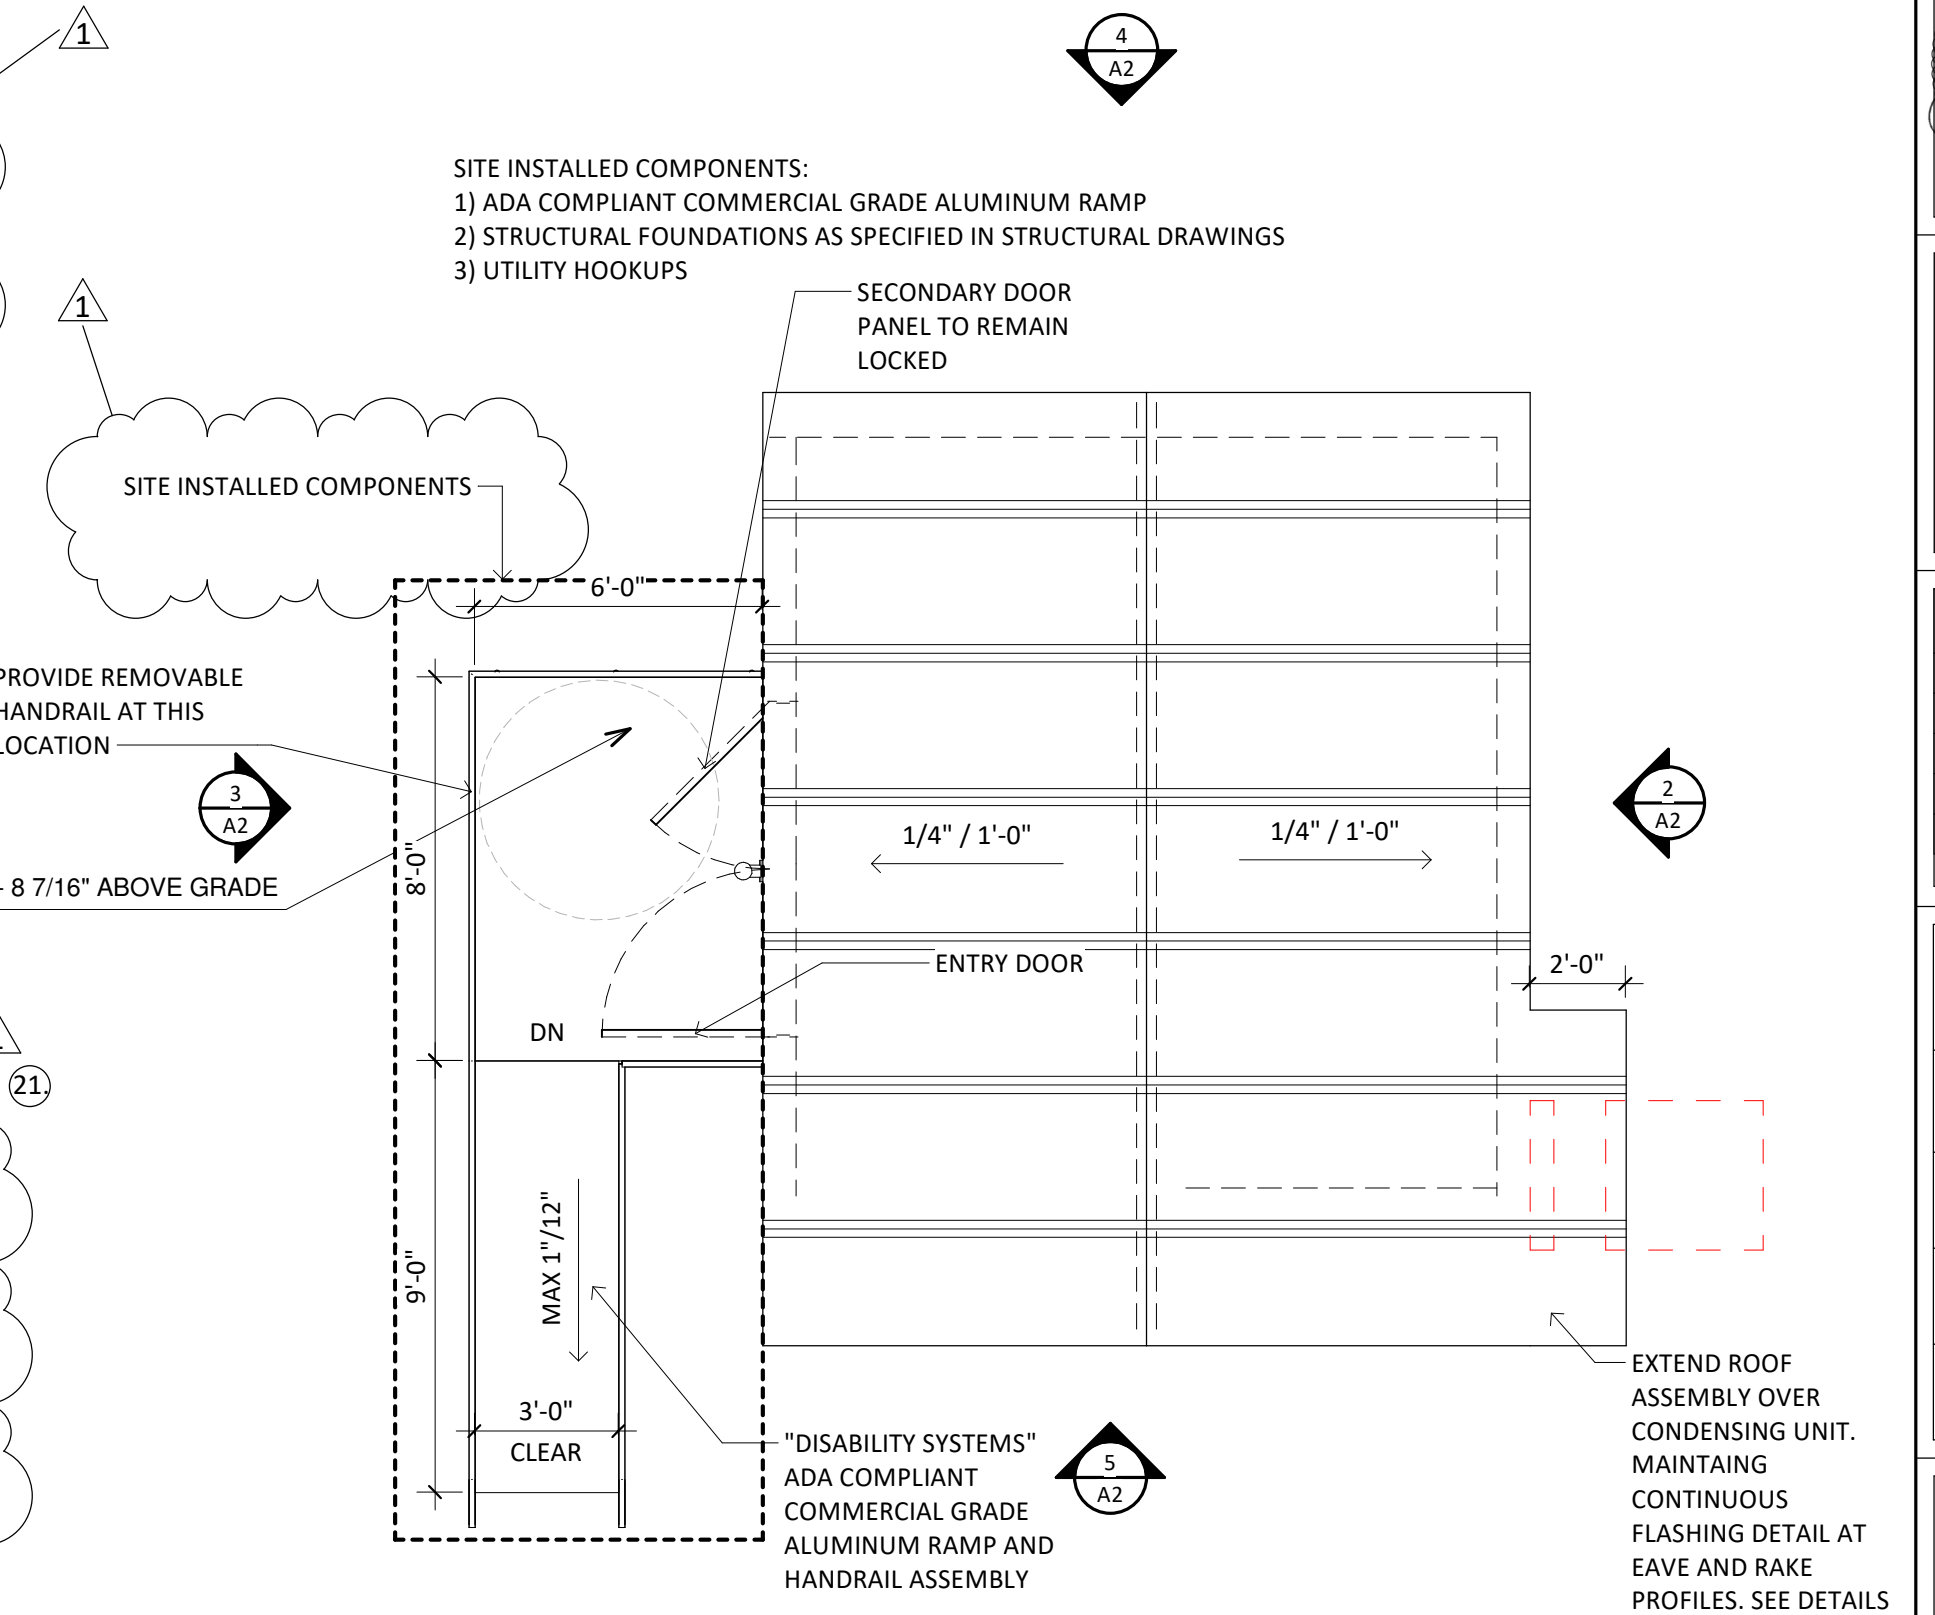 1
4
A2
SITE INSTALLED COMPONENTS:
1) ADA COMPLIANT COMMERCIAL GRADE ALUMINUM RAMP
2) STRUCTURAL FOUNDATIONS AS SPECIFIED IN STRUCTURAL DRAWINGS
3) UTILITY HOOKUPS
1
SECONDARY DOOR
PANEL TO REMAIN
LOCKED
SITE INSTALLED COMPONENTS
6'-0"
PROVIDE REMOVABLE
HANDRAIL AT THIS
LOCATION
3
A2
2
A2
8'-0"
1/4" / 1'-0"
1/4" / 1'-0"
- 8 7/16" ABOVE GRADE
ENTRY DOOR
2'-0"
DN
21.
MAX 1"/12"
9'-0"
3'-0"
CLEAR
"DISABILITY SYSTEMS"
ADA COMPLIANT
COMMERCIAL GRADE
ALUMINUM RAMP AND
HANDRAIL ASSEMBLY
5
A2
EXTEND ROOF
ASSEMBLY OVER
CONDENSING UNIT.
MAINTAING
CONTINUOUS
FLASHING DETAIL AT
EAVE AND RAKE
PROFILES. SEE DETAILS